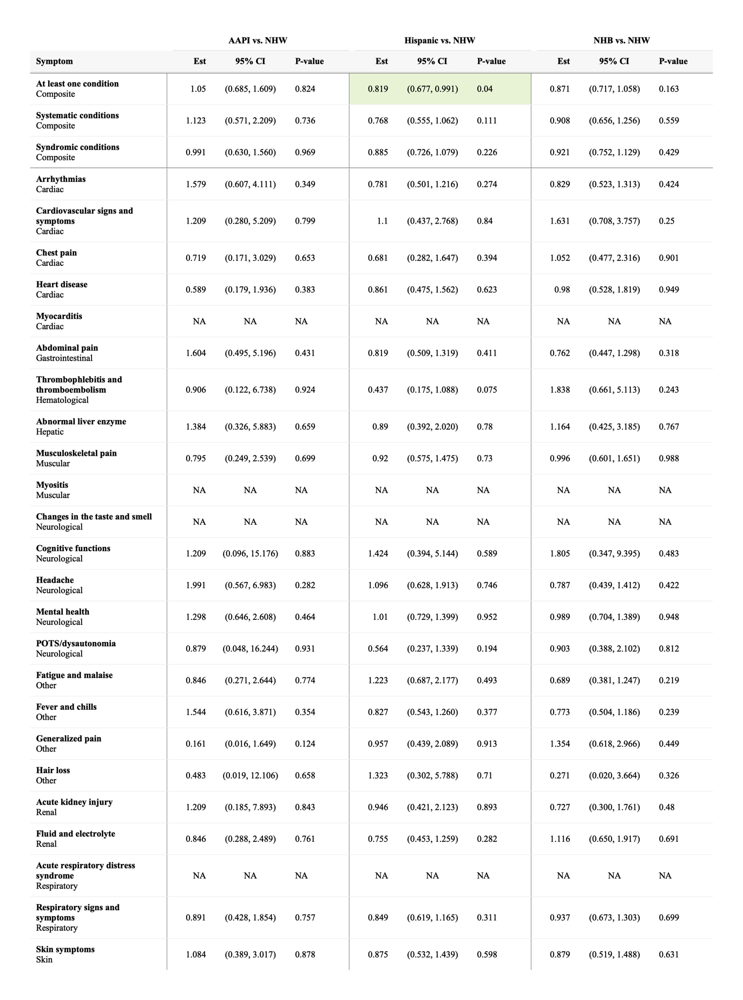 AAPI vs. NHW Hispanic vs. NHW NHB vs. NHW
Symptom Est 95% CI P-value Est 95% CI P-value Est 95% CI P-value
At least one condition
Composite
1.05 (0.685, 1.609) 0.824 0.819 (0.677, 0.991) 0.04 0.871 (0.717, 1.058) 0.163
Systematic conditions
Composite
1.123 (0.571, 2.209) 0.736 0.768 (0.555, 1.062) 0.111 0.908 (0.656, 1.256) 0.559
Syndromic conditions
Composite
0.991 (0.630, 1.560) 0.969 0.885 (0.726, 1.079) 0.226 0.921 (0.752, 1.129) 0.429
Arrhythmias
Cardiac
1.579 (0.607, 4.111) 0.349 0.781 (0.501, 1.216) 0.274 0.829 (0.523, 1.313) 0.424
Cardiovascular signs and
symptoms
Cardiac
1.209 (0.280, 5.209) 0.799 1.1 (0.437, 2.768) 0.84 1.631 (0.708, 3.757) 0.25
Chest pain
Cardiac
0.719 (0.171, 3.029) 0.653 0.681 (0.282, 1.647) 0.394 1.052 (0.477, 2.316) 0.901
Heart disease
Cardiac
0.589 (0.179, 1.936) 0.383 0.861 (0.475, 1.562) 0.623 0.98 (0.528, 1.819) 0.949
Myocarditis
Cardiac
NA NA NA NA NA NA NA NA NA
Abdominal pain
Gastrointestinal
1.604 (0.495, 5.196) 0.431 0.819 (0.509, 1.319) 0.411 0.762 (0.447, 1.298) 0.318
Thrombophlebitis and
thromboembolism
Hematological
0.906 (0.122, 6.738) 0.924 0.437 (0.175, 1.088) 0.075 1.838 (0.661, 5.113) 0.243
Abnormal liver enzyme
Hepatic
1.384 (0.326, 5.883) 0.659 0.89 (0.392, 2.020) 0.78 1.164 (0.425, 3.185) 0.767
Musculoskeletal pain
Muscular
0.795 (0.249, 2.539) 0.699 0.92 (0.575, 1.475) 0.73 0.996 (0.601, 1.651) 0.988
Myositis
Muscular
NA NA NA NA NA NA NA NA NA
Changes in the taste and smell
Neurological
NA NA NA NA NA NA NA NA NA
Cognitive functions
Neurological
1.209 (0.096, 15.176) 0.883 1.424 (0.394, 5.144) 0.589 1.805 (0.347, 9.395) 0.483
Headache
Neurological
1.991 (0.567, 6.983) 0.282 1.096 (0.628, 1.913) 0.746 0.787 (0.439, 1.412) 0.422
Mental health
Neurological
1.298 (0.646, 2.608) 0.464 1.01 (0.729, 1.399) 0.952 0.989 (0.704, 1.389) 0.948
POTS/dysautonomia
Neurological
0.879 (0.048, 16.244) 0.931 0.564 (0.237, 1.339) 0.194 0.903 (0.388, 2.102) 0.812
Fatigue and malaise
Other
0.846 (0.271, 2.644) 0.774 1.223 (0.687, 2.177) 0.493 0.689 (0.381, 1.247) 0.219
Fever and chills
Other
1.544 (0.616, 3.871) 0.354 0.827 (0.543, 1.260) 0.377 0.773 (0.504, 1.186) 0.239
Generalized pain
Other
0.161 (0.016, 1.649) 0.124 0.957 (0.439, 2.089) 0.913 1.354 (0.618, 2.966) 0.449
Hair loss
Other
0.483 (0.019, 12.106) 0.658 1.323 (0.302, 5.788) 0.71 0.271 (0.020, 3.664) 0.326
Acute kidney injury
Renal
1.209 (0.185, 7.893) 0.843 0.946 (0.421, 2.123) 0.893 0.727 (0.300, 1.761) 0.48
Fluid and electrolyte
Renal
0.846 (0.288, 2.489) 0.761 0.755 (0.453, 1.259) 0.282 1.116 (0.650, 1.917) 0.691
Acute respiratory distress
syndrome
Respiratory
NA NA NA NA NA NA NA NA NA
Respiratory signs and
symptoms
Respiratory
0.891 (0.428, 1.854) 0.757 0.849 (0.619, 1.165) 0.311 0.937 (0.673, 1.303) 0.699
Skin symptoms
Skin
1.084 (0.389, 3.017) 0.878 0.875 (0.532, 1.439) 0.598 0.879 (0.519, 1.488) 0.631